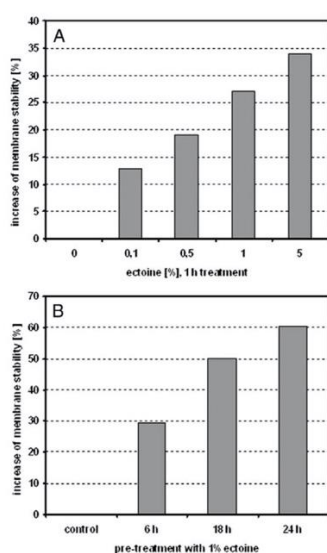 A
increase of membrane stability [%]
40
35
30
25
20
15
10
5
0
0 0,1 0,5 1 5
ectoine [%], 1 h treatment
B
increase of membrane stability [%]
70
60
50
40
30
20
10
0
control 6 h 18 h 24 h
pre-treatment with 1% ectoine